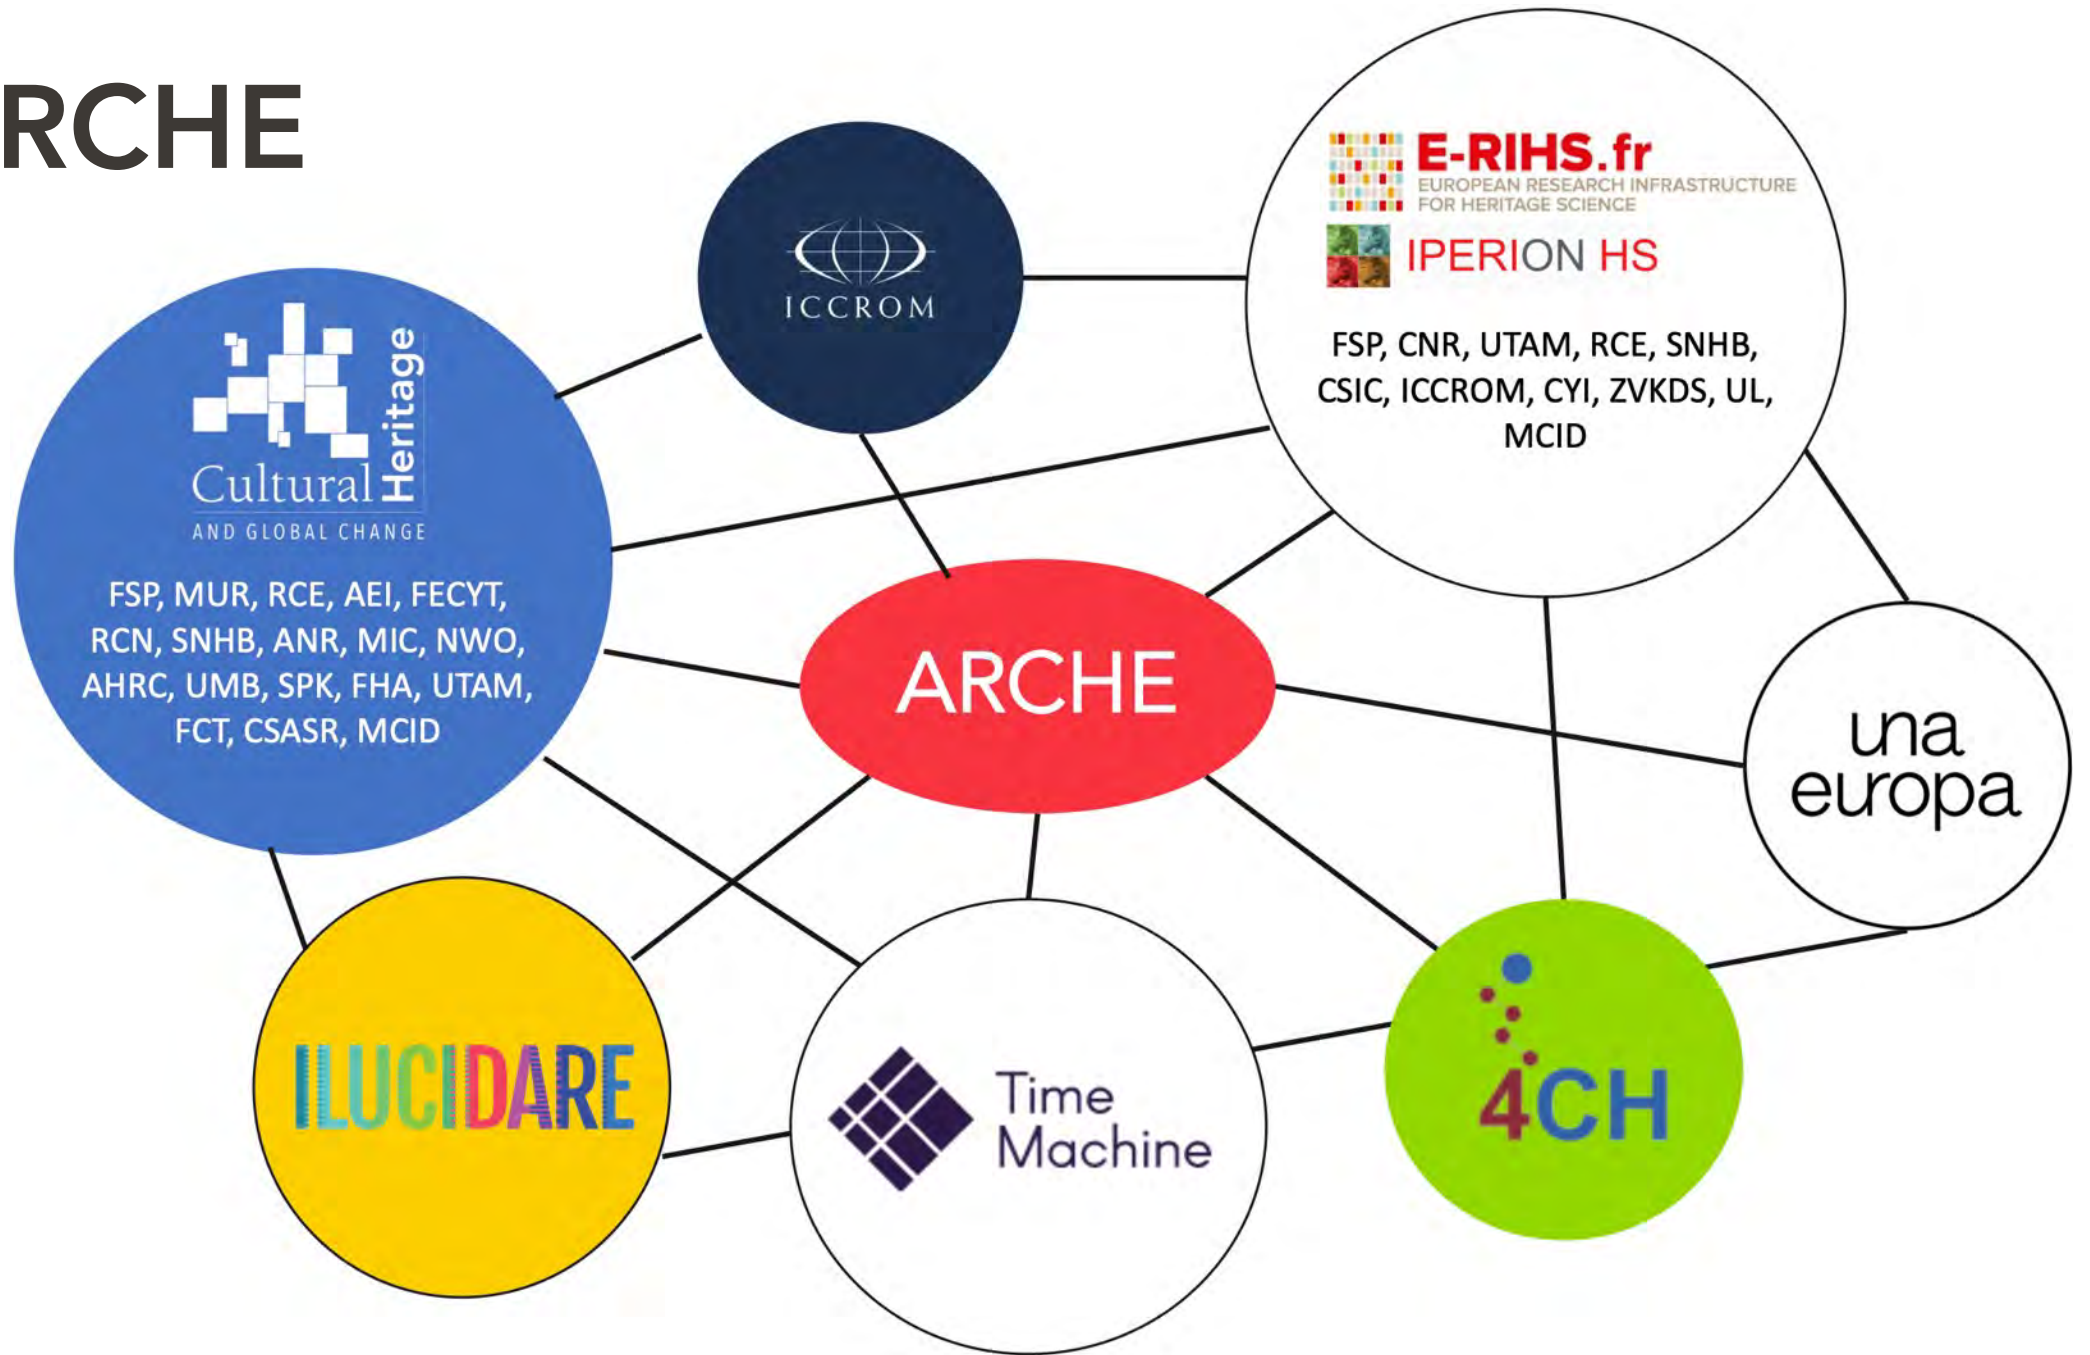 RCHE
ICCROM
E-RIHS.fr
EUROPEAN RESEARCH INFRASTRUCTURE
FOR HERITAGE SCIENCE
IPERION HS
FSP, CNR, UTAM, RCE, SNHB,
CSIC, ICCROM, CYI, ZVKDS, UL,
MCID
Cultural
Heritage
AND GLOBAL CHANGE
FSP, MUR, RCE, AEI, FECYT,
RCN, SNHB, ANR, MIC, NWO,
AHRC, UMB, SPK, FHA, UTAM,
FCT, CSASR, MCID
ARCHE
una
europa
ILUCIDARE
Time
Machine
4CH